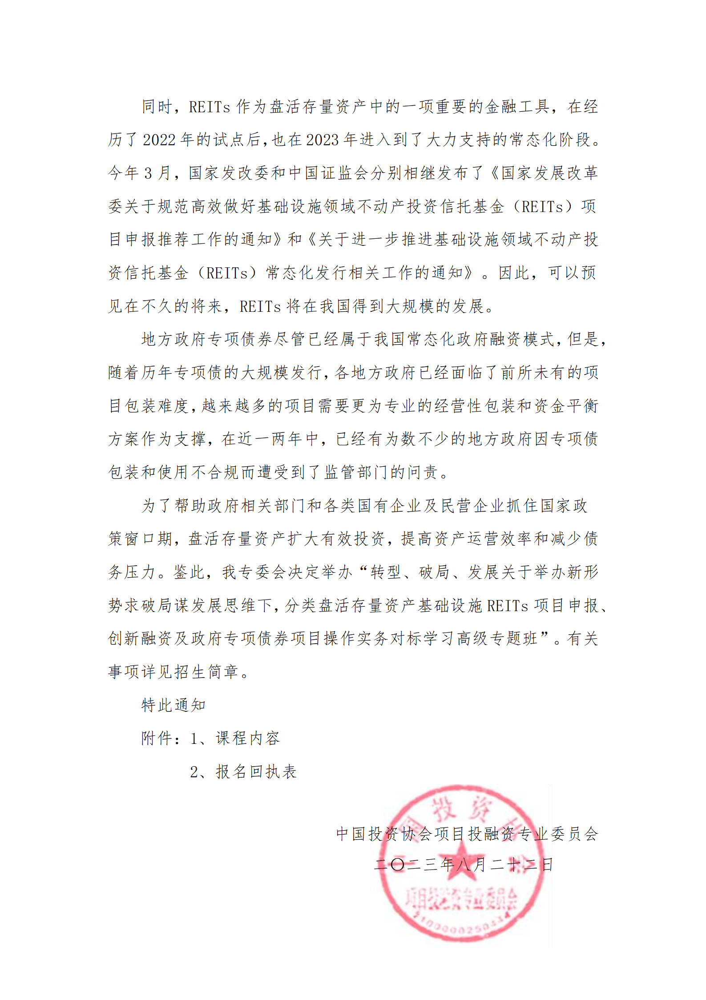 同时，REITs 作为盘活存量资产中的一项重要的金融工具，在经
历了 2022 年的试点后，也在 2023 年进入到了大力支持的常态化阶段。
今年 3 月，国家发改委和中国证监会分别相继发布了《国家发展改革
委关于规范高效做好基础设施领域不动产投资信托基金（REITs）项
目申报推荐工作的通知》和《关于进一步推进基础设施领域不动产投
资信托基金（REITs）常态化发行相关工作的通知》。因此，可以预
见在不久的将来，REITs 将在我国得到大规模的发展。
地方政府专项债券尽管已经属于我国常态化政府融资模式，但是，
随着历年专项债的大规模发行，各地方政府已经面临了前所未有的项
目包装难度，越来越多的项目需要更为专业的经营性包装和资金平衡
方案作为支撑，在近一两年中，已经有为数不少的地方政府因专项债
包装和使用不合规而遭受到了监管部门的问责。
为了帮助政府相关部门和各类国有企业及民营企业抓住国家政
策窗口期，盘活存量资产扩大有效投资，提高资产运营效率和减少债
务压力。鉴此，我专委会决定举办“转型、破局、发展关于举办新形
势求破局谋发展思维下，分类盘活存量资产基础设施 REITs 项目申报、
创新融资及政府专项债券项目操作实务对标学习高级专题班”。有关
事项详见招生简章。
特此通知
附件：1、课程内容
2、报名回执表
中国投资协会项目投融资专业委员会
二〇二三年八月二十二日
中国投资协会
项目投融资专业委员会